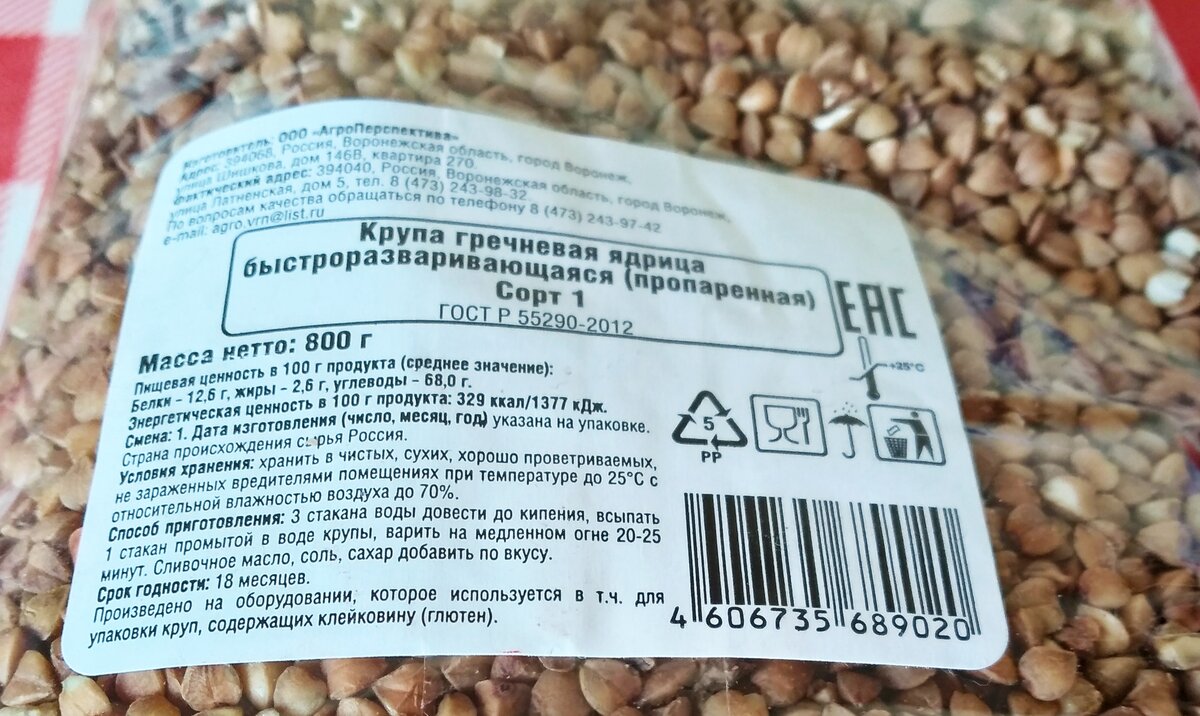 Изготовитель: ООО «АгроПерспектива»
Адрес: 394068, Россия, Воронежская область, город Воронеж,
улица Шишкова, дом 146В, квартира 270
Фактический адрес: 394040, Россия, Воронежская область, город Воронеж,
улица Латненская, дом 5, тел. 8 (473) 243-98-32
По вопросам качества обращаться по телефону 8 (473) 243-97-42
e-mail: agro.vrn@list.ru
Крупа гречневая ядрица
быстроразваривающаяся (пропаренная)
Сорт 1
ГОСТ Р 55290-2012
EAC
Масса нетто: 800 г
+25°C
Пищевая ценность в 100 г продукта (среднее значение):
Белки - 12,6 г, жиры - 2,6 г, углеводы - 68,0 г.
Энергетическая ценность в 100 г продукта: 329 ккал/1377 кДж.
Смена: 1. Дата изготовления (число, месяц, год) указана на упаковке.
Страна происхождения сырья Россия.
Условия хранения: хранить в чистых, сухих, хорошо проветриваемых,
не зараженных вредителями помещениях при температуре до 25°С с
относительной влажностью воздуха до 70%.
Способ приготовления: 3 стакана воды довести до кипения, всыпать
1 стакан промытой в воде крупы, варить на медленном огне 20-25
минут. Сливочное масло, соль, сахар добавить по вкусу.
Срок годности: 18 месяцев.
Произведено на оборудовании, которое используется в т.ч. для
упаковки круп, содержащих клейковину (глютен).
5
PP
4 606735 689020